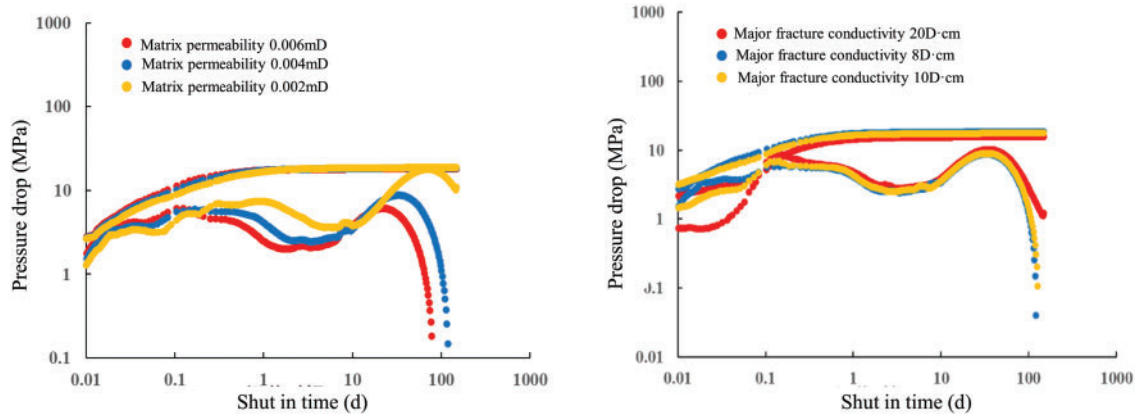 1000
100
10
1
0.1
Pressure drop (MPa)
Matrix permeability 0.006mD
Matrix permeability 0.004mD
Matrix permeability 0.002mD
0.01 0.1 1 10 100 1000
Shut in time (d)
1000
100
10
1
0.1
0.01
Pressure drop (MPa)
Major fracture conductivity 20D·cm
Major fracture conductivity 8D·cm
Major fracture conductivity 10D·cm
0.01 0.1 1 10 100 1000
Shut in time (d)